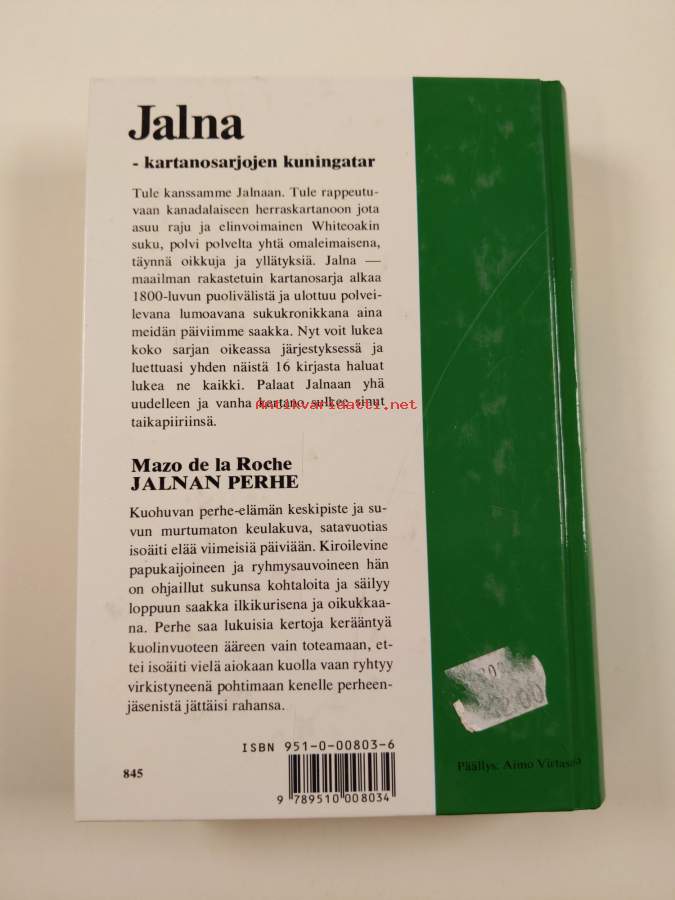 Jalna
- kartanosarjojen kuningatar
Tule kanssamme Jalnaan. Tule rappeutu-
vaan kanadalaiseen herraskartanoon jota
asuu raju ja elinvoimainen Whiteoakin
suku, polvi polvelta yhtä omaleimaisena,
täynnä oikkuja ja yllätyksiä. Jalna —
maailman rakastetuin kartanosarja alkaa
1800-luvun puolivälistä ja ulottuu polvei-
levana lumoavana sukukronikkana aina
meidän päiviimme saakka. Nyt voit lukea
koko sarjan oikeassa järjestyksessä ja
luettuasi yhden näistä 16 kirjasta haluat
lukea ne kaikki. Palaat Jalnaan yhä
uudelleen ja vanha kartano sulkee sinut
taikapiiriinsä.
Antikvariaatti.net
Mazo de la Roche
JALNAN PERHE
Kuohuvan perhe-elämän keskipiste ja su-
vun murtumaton keulakuva, satavuotias
isoäiti elää viimeisiä päiviään. Kiroilevine
papukaijoineen ja ryhmysauvoineen hän
on ohjaillut sukunsa kohtaloita ja säilyy
loppuun saakka ilkikurisena ja oikukkaa-
na. Perhe saa lukuisia kertoja kerääntyä
kuolinvuoteen ääreen vain toteamaan, et-
tei isoäiti vielä aiokaan kuolla vaan ryhtyy
virkistyneenä pohtimaan kenelle perheen-
jäsenistä jättäisi rahansa.
ISBN 951-0-00803-6
845
9 789510 008034
Päällys. Aimo Virtasna